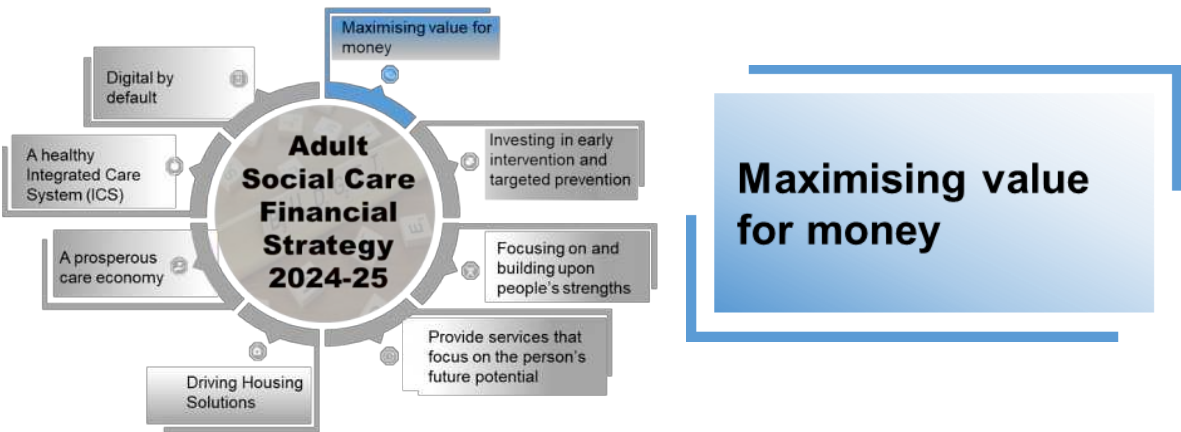 Maximising value for
money
Digital by
default
Investing in early
intervention and
targeted prevention
A healthy
Integrated Care
System (ICS)
Adult
Social Care
Financial
Strategy
2024-25
Focusing on and
building upon
people's strengths
A prosperous
care economy
Provide services that
focus on the person's
future potential
Driving Housing
Solutions
Maximising value
for money